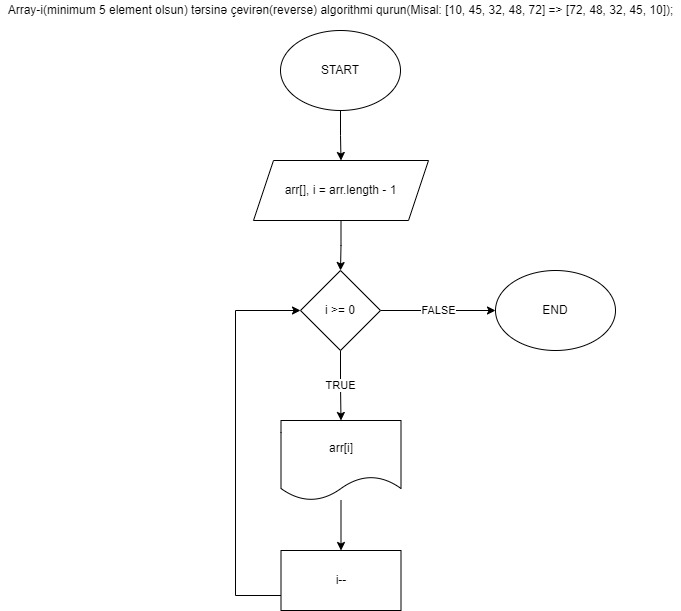 Array-i(minimum 5 element olsun) tərsinə çevirən(reverse) algorithmi qurun(Misal: [10, 45, 32, 48, 72] => [72, 48, 32, 45, 10]);
START
arr[], i = arr.length - 1
i >= 0
FALSE
END
TRUE
arr[i]
i--